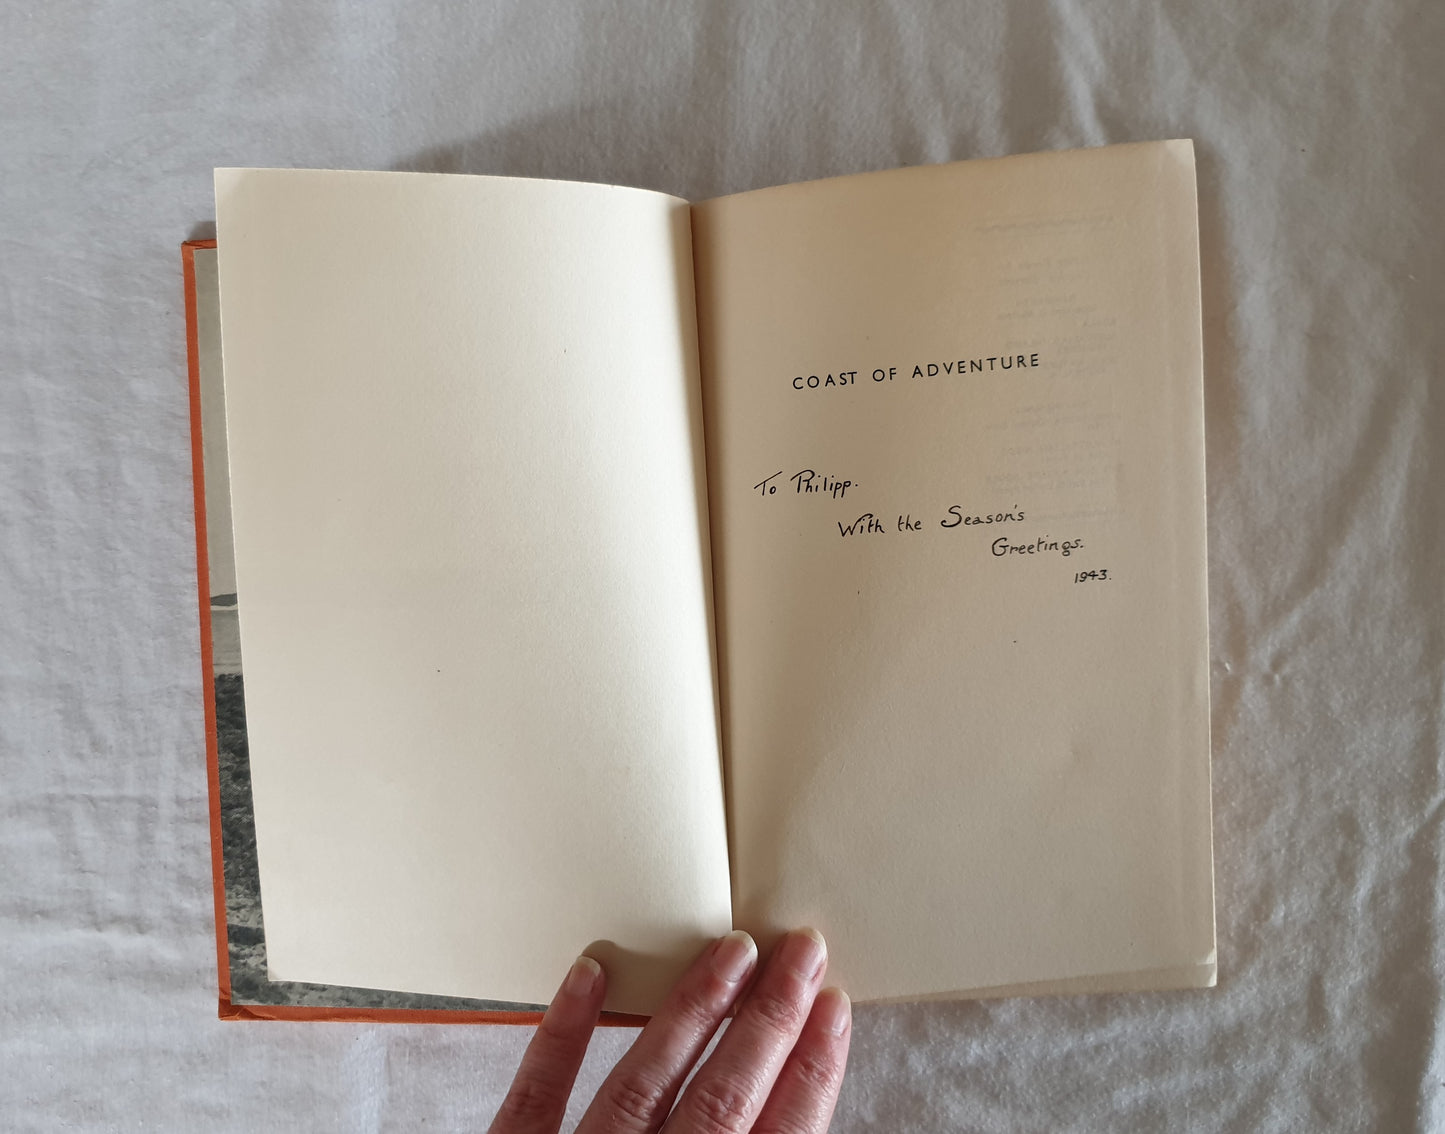 COAST OF ADVENTURE
To Philipp.
With the Season's
Greetings.
1943.